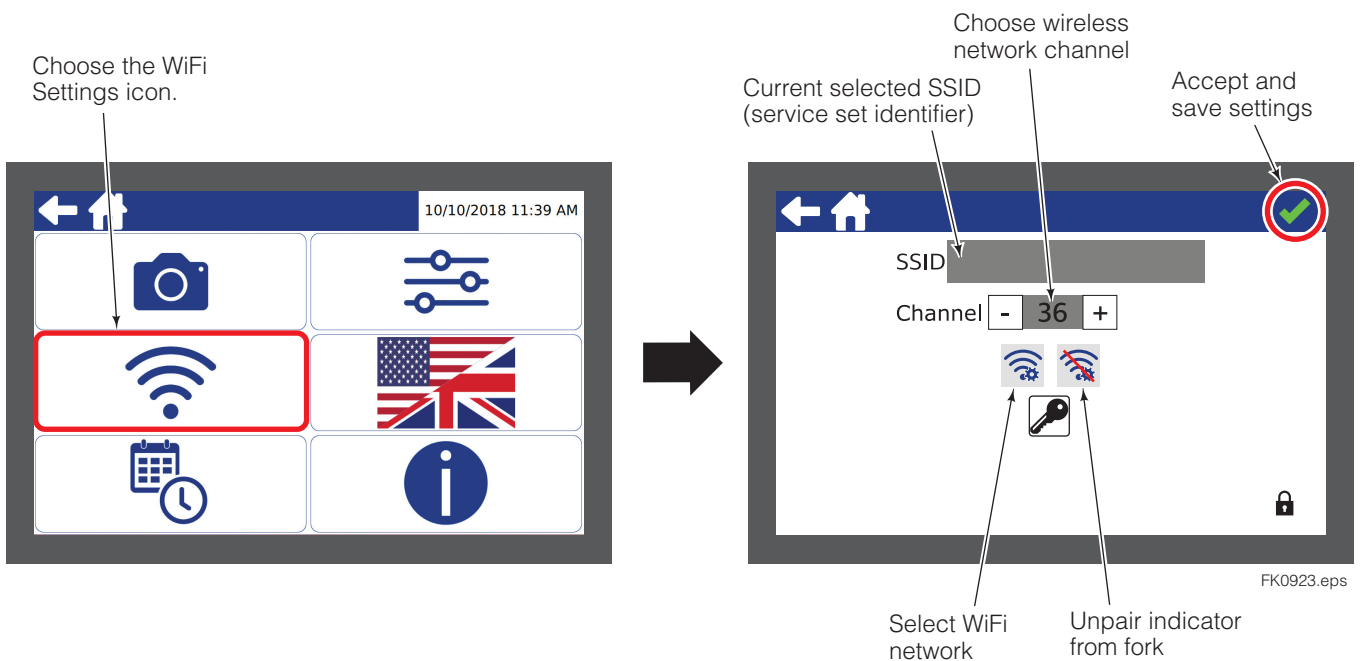 Choose the WiFi
Settings icon.
10/10/2018 11:39 AM
Choose wireless
network channel
Current selected SSID
(service set identifier)
Accept and
save settings
SSID
Channel - 36 +
FK0923.eps
Select WiFi
network
Unpair indicator
from fork